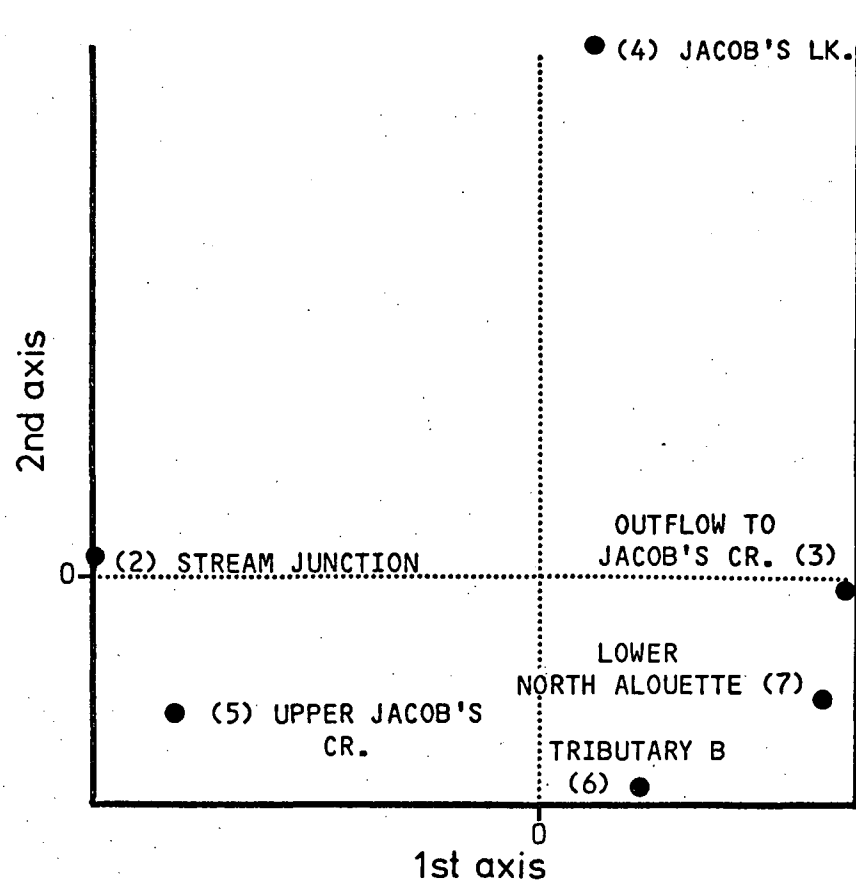 (4) JACOB'S LK.
2nd axis
OUTFLOW TO
JACOB'S CR. (3)
0
(2) STREAM JUNCTION
LOWER
NORTH ALOUETTE (7)
(5) UPPER JACOB'S
CR.
TRIBUTARY B
(6)
0
1st axis